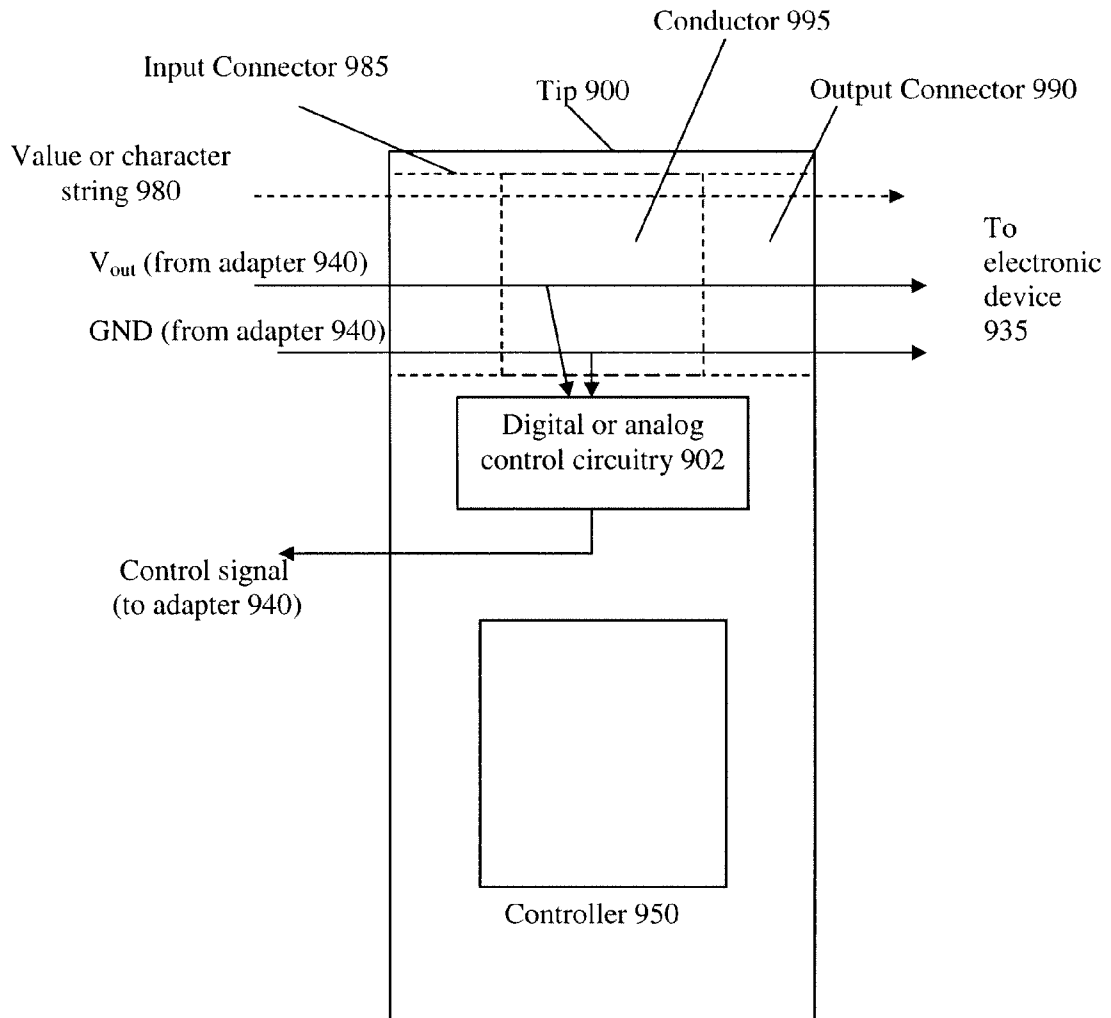 Conductor 995
Input Connector 985
Tip 900
Output Connector 990
Value or character
string 980
Vout (from adapter 940)
GND (from adapter 940)
To
electronic
device
935
Digital or analog
control circuitry 902
Control signal
(to adapter 940)
Controller 950